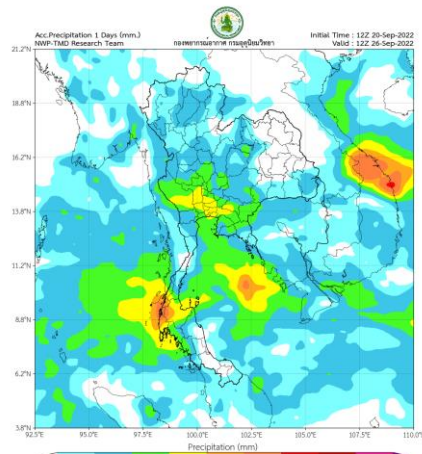 Acc.Precipitation 1 Days (mm.)
NWP-TMD Research Team
กองพยากรณ์อากาศ กรมอุตุนิยมวิทยา
Initial Time : 12Z 20-Sep-2022
Valid : 12Z 26-Sep-2022
21.2°N
18.8°N
16.2°N
13.8°N
11.2°N
8.8°N
6.2°N
3.8°N
92.5°E 95.0°E 97.5°E 100.0°E 102.5°E 105.0°E 107.5°E 110.0°E
Precipitation (mm)